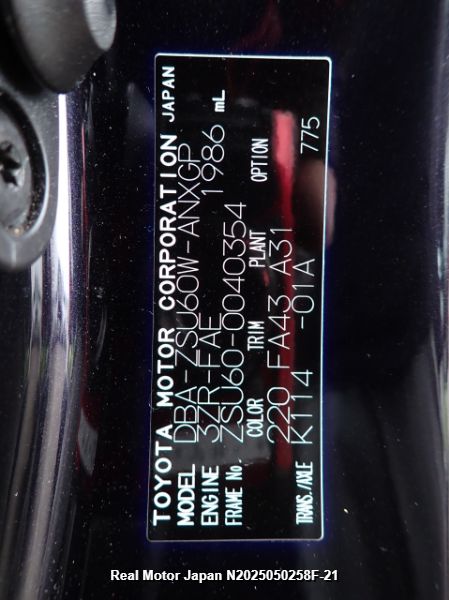 TOYOTA MOTOR CORPORATION JAPAN
MODEL DBA-ZSU60W-ANXGP
ENGINE 3ZR-FAE 1986 mL
FRAME No. ZSU60-0040354
COLOR TRIM PLANT OPTION
220 FA43 A31
TRANS./AXLE K114 -01A 775
Real Motor Japan N2025050258F-21